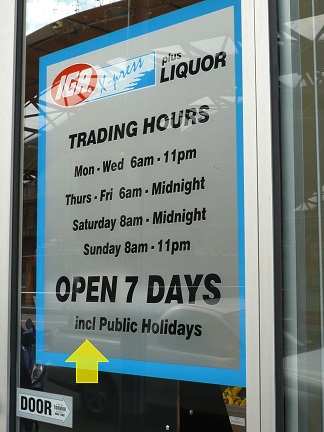 IGA X-press plus
LIQUOR
TRADING HOURS
Mon - Wed 6am - 11pm
Thurs - Fri 6am - Midnight
Saturday 8am - Midnight
Sunday 8am - 11pm
OPEN 7 DAYS
incl Public Holidays
DOOR